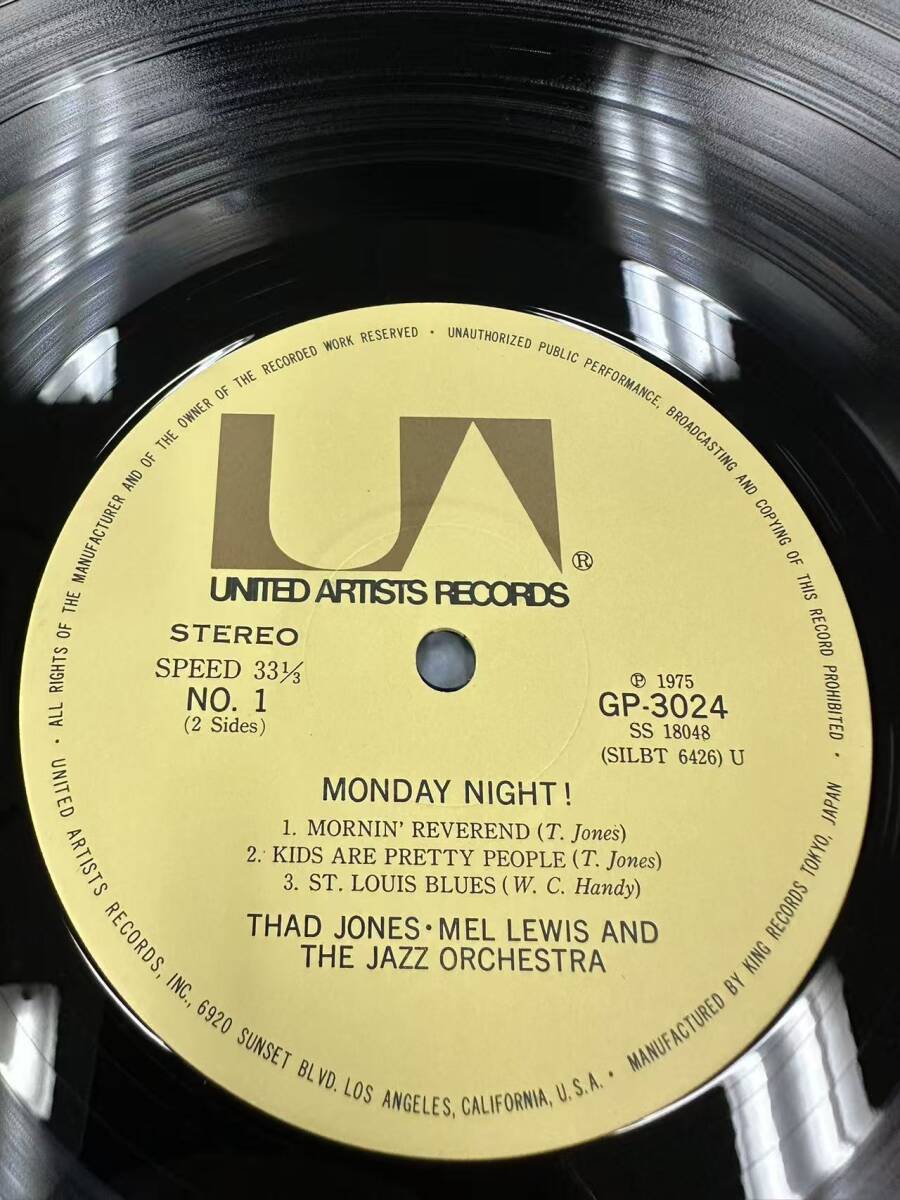 ALL RIGHTS OF THE MANUFACTURER AND OF THE OWNER OF THE RECORDED WORK RESERVED · UNAUTHORIZED PUBLIC PERFORMANCE, BROADCASTING AND COPYING OF THIS RECORD PROHIBITED ·
UA®
UNITED ARTISTS RECORDS
STEREO
SPEED 33⅓
NO. 1
(2 Sides)
℗ 1975
GP-3024
SS 18048
(SILBT 6426) U
MONDAY NIGHT!
1. MORNIN' REVEREND (T. Jones)
2. KIDS ARE PRETTY PEOPLE (T. Jones)
3. ST. LOUIS BLUES (W. C. Handy)
THAD JONES·MEL LEWIS AND
THE JAZZ ORCHESTRA
UNITED ARTISTS RECORDS, INC., 6920 SUNSET BLVD. LOS ANGELES, CALIFORNIA, U.S.A. · MANUFACTURED BY KING RECORDS TOKYO, JAPAN ·